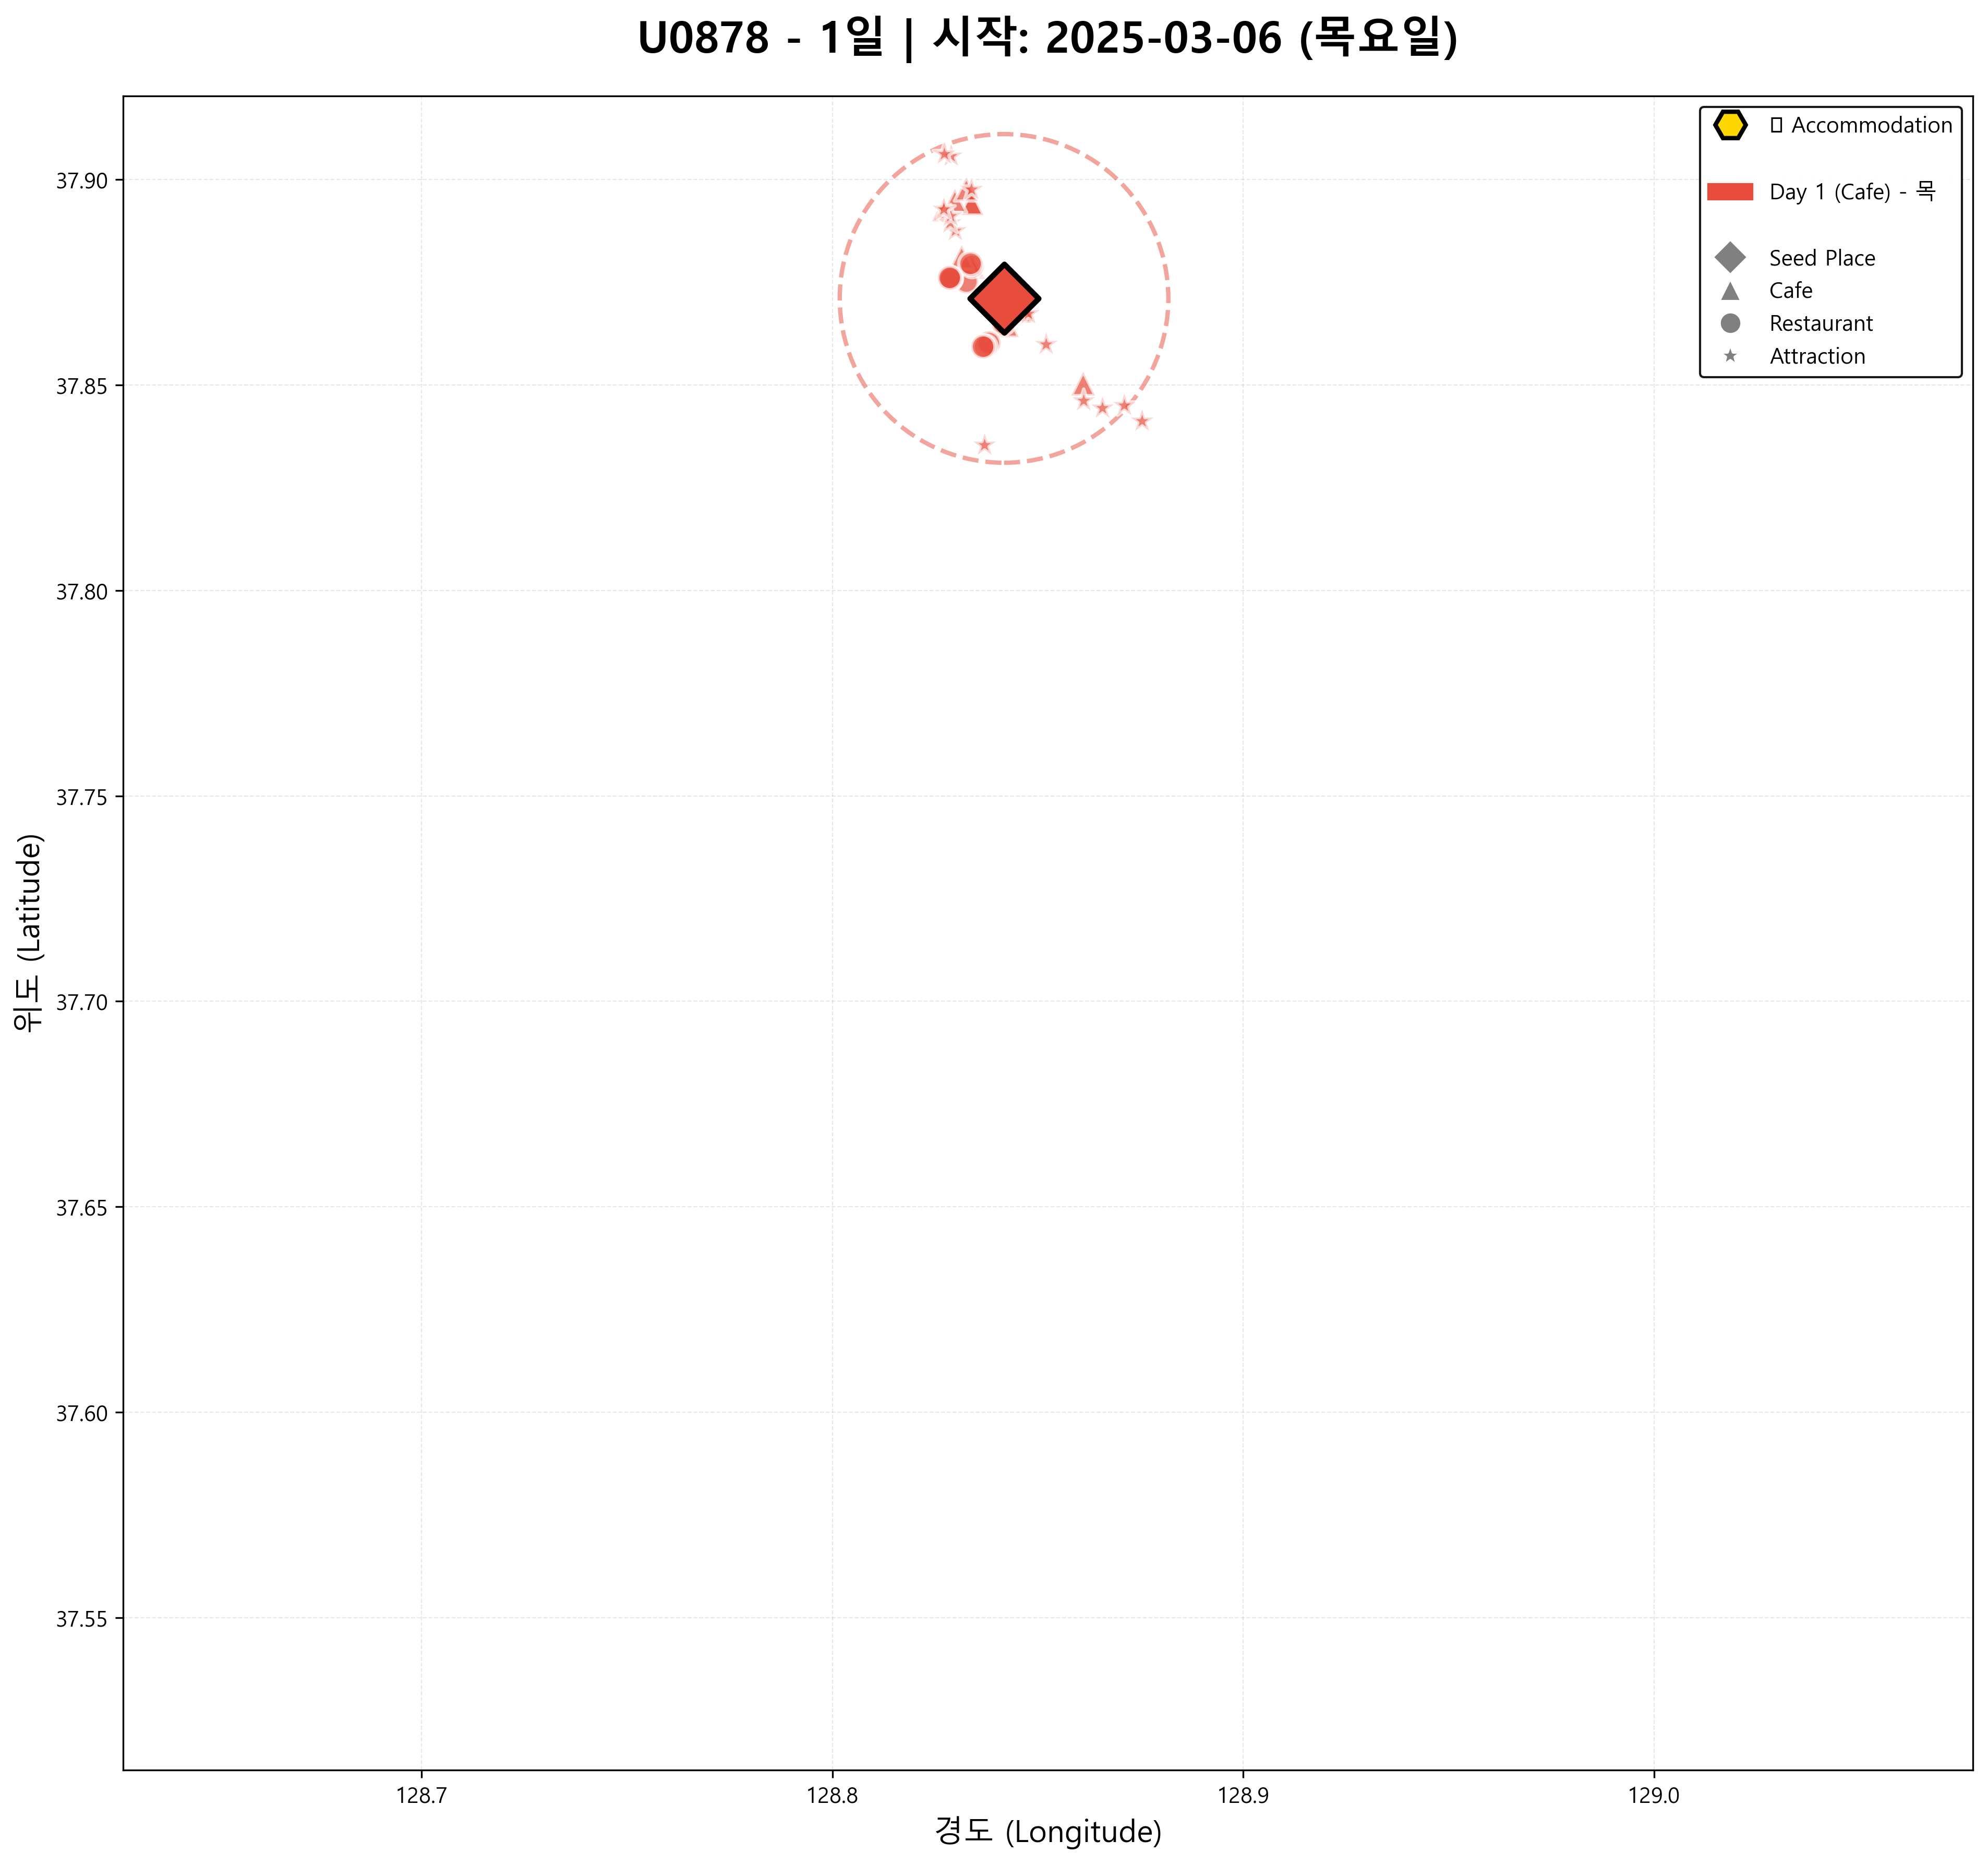 U0878 - 1일 | 시작: 2025-03-06 (목요일)
Accommodation
Day 1 (Cafe) - 목
Seed Place
Cafe
Restaurant
Attraction
37.90
37.85
37.80
37.75
37.70
37.65
37.60
37.55
위도 (Latitude)
128.7
128.8
128.9
129.0
경도 (Longitude)